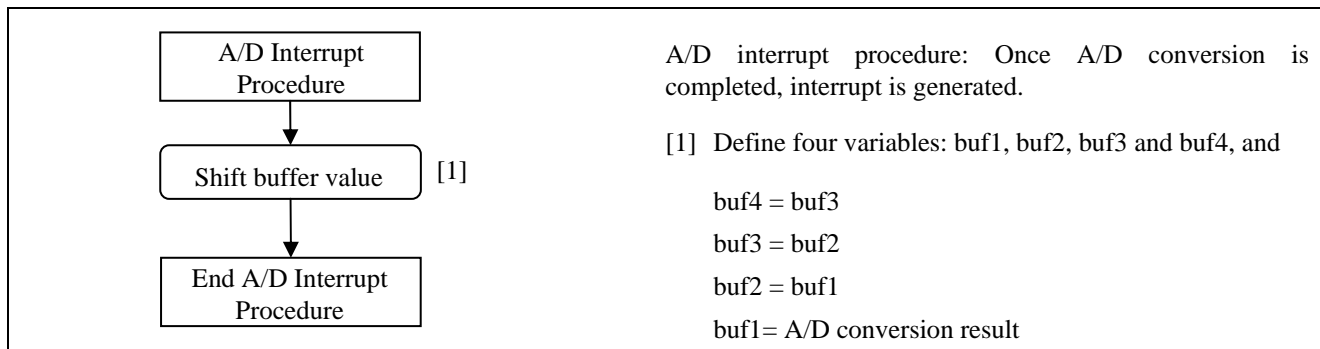 A/D Interrupt
Procedure
Shift buffer value
[1]
End A/D Interrupt
Procedure
A/D interrupt procedure: Once A/D conversion is
completed, interrupt is generated.
[1] Define four variables: buf1, buf2, buf3 and buf4, and
buf4 = buf3
buf3 = buf2
buf2 = buf1
buf1= A/D conversion result